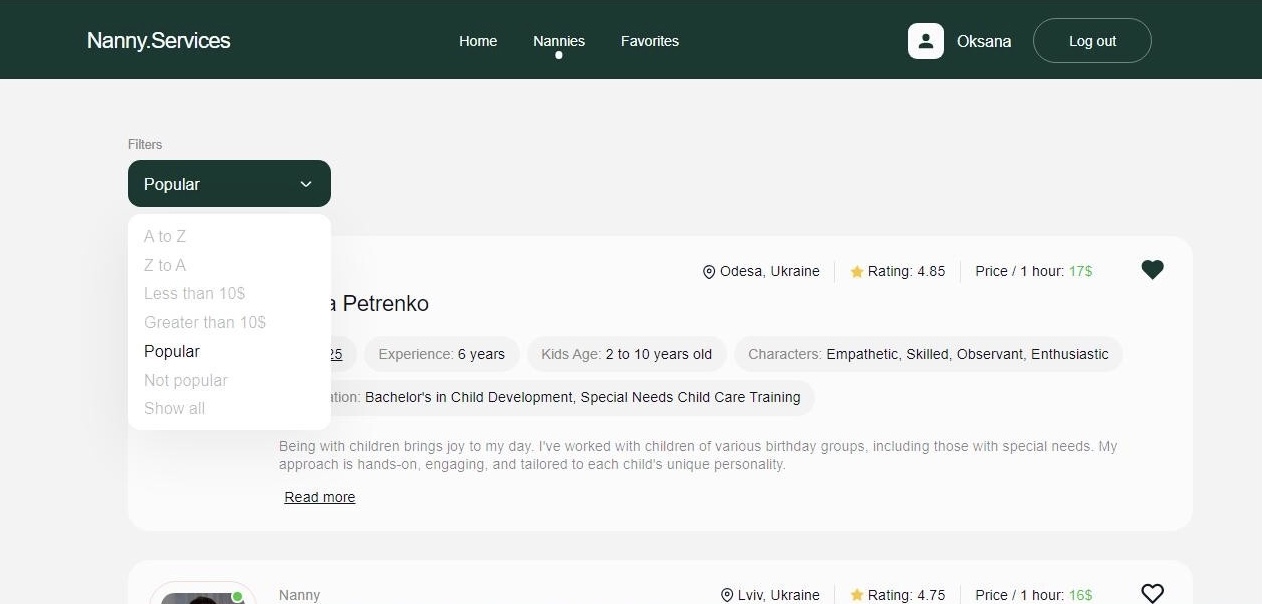 Nanny.Services Home Nannies Favorites Oksana Log out
Filters
Popular
A to Z
Z to A
Less than 10$
Greater than 10$
Popular
Not popular
Show all
Odesa, Ukraine Rating: 4.85 Price / 1 hour: 17$
Petrenko
25 Experience: 6 years Kids Age: 2 to 10 years old Characters: Empathetic, Skilled, Observant, Enthusiastic
Bachelor's in Child Development, Special Needs Child Care Training
Being with children brings joy to my day. I've worked with children of various birthday groups, including those with special needs. My
approach is hands-on, engaging, and tailored to each child's unique personality.
Read more
Nanny Lviv, Ukraine Rating: 4.75 Price / 1 hour: 16$